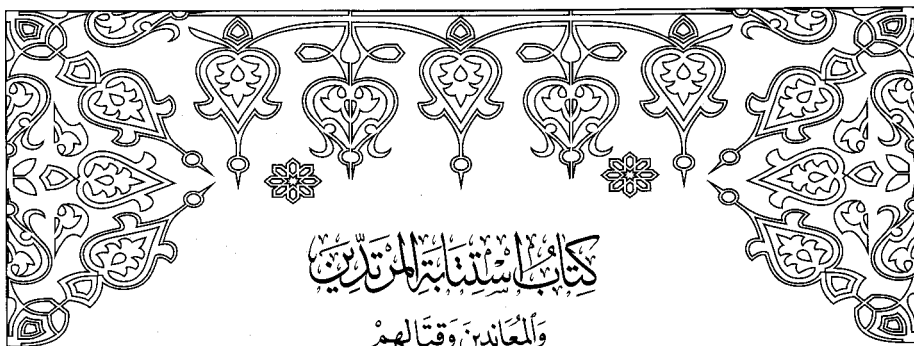 كِتَابُ اسْتِتَابَةِ المُرْتَدِّينَ
وَالمُعَانِدِينَ وَقِتَالِهِمْ